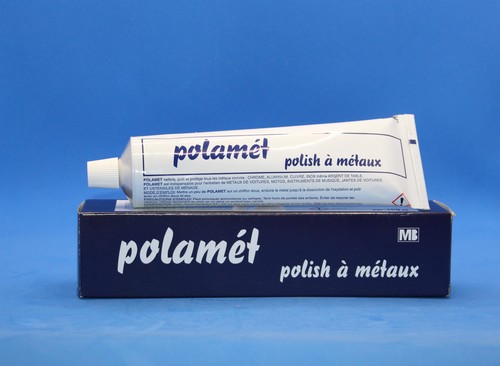 polamét
polish à métaux
POLAMET nettoie, polit et protège tous les métaux
CHROME, ALUMINIUM, CUIVRE, INOX même ARGENT DE TABLE.
POLAMET est indispensable pour l'entretien de METAUX DE VOITURES, MOTOS, INSTRUMENTS DE MUSIQUE, JANTES DE VOITURES
ET USTENSILES DE MENAGE.
MODE D'EMPLOI: Mettre un peu de POLAMET sur un chiffon doux, enduire le métal jusqu'à la dissolution de l'oxydation et polir
MB
polamét
polish à métaux